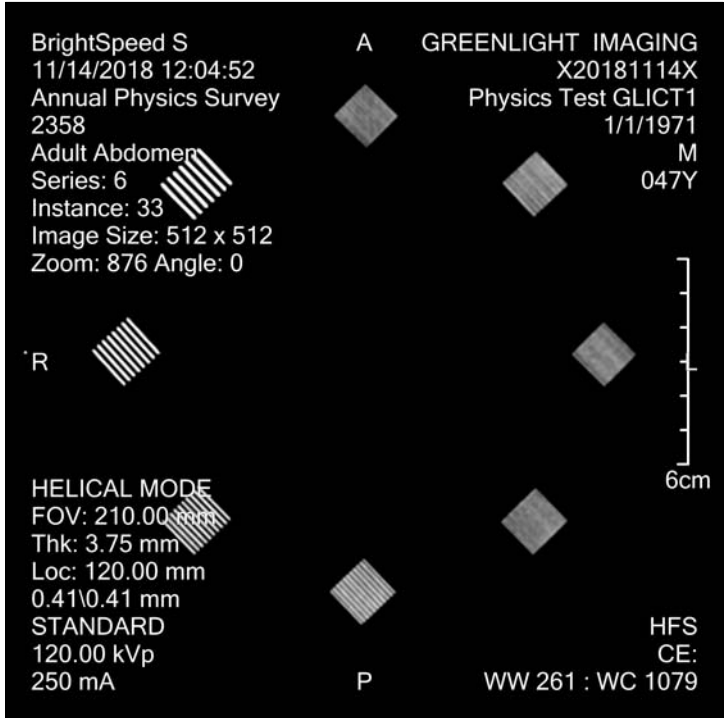 BrightSpeed S
11/14/2018 12:04:52
Annual Physics Survey
2358
Adult Abdomen
Series: 6
Instance: 33
Image Size: 512 x 512
Zoom: 876 Angle: 0
A
GREENLIGHT IMAGING
X20181114X
Physics Test GLICT1
1/1/1971
M
047Y
R
6cm
HELICAL MODE
FOV: 210.00 mm
Thk: 3.75 mm
Loc: 120.00 mm
0.41\0.41 mm
STANDARD
120.00 kVp
250 mA
P
HFS
CE:
WW 261 : WC 1079